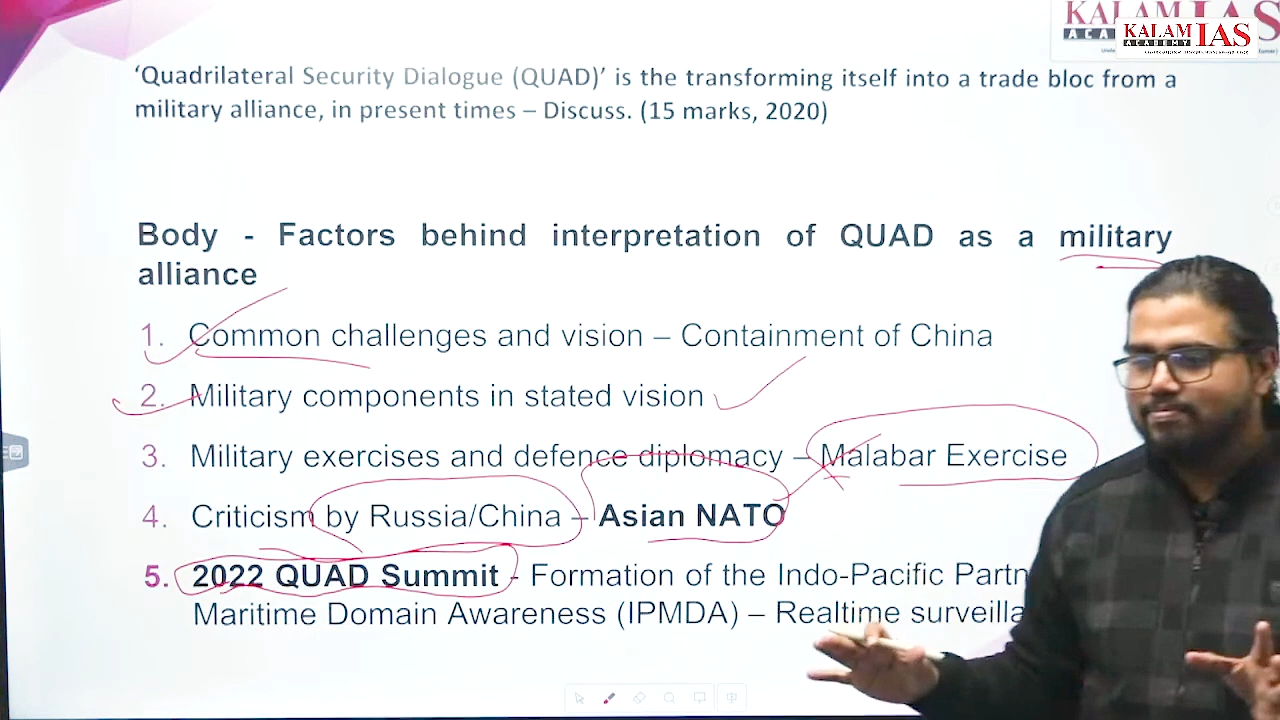 KALAM IAS
ACADEMY
‘Quadrilateral Security Dialogue (QUAD)’ is the transforming itself into a trade bloc from a
military alliance, in present times – Discuss. (15 marks, 2020)
Body - Factors behind interpretation of QUAD as a military
alliance
1. Common challenges and vision – Containment of China
2. Military components in stated vision
3. Military exercises and defence diplomacy – Malabar Exercise
4. Criticism by Russia/China – Asian NATO
5. 2022 QUAD Summit - Formation of the Indo-Pacific
Maritime Domain Awareness (IPMDA) – Realtime